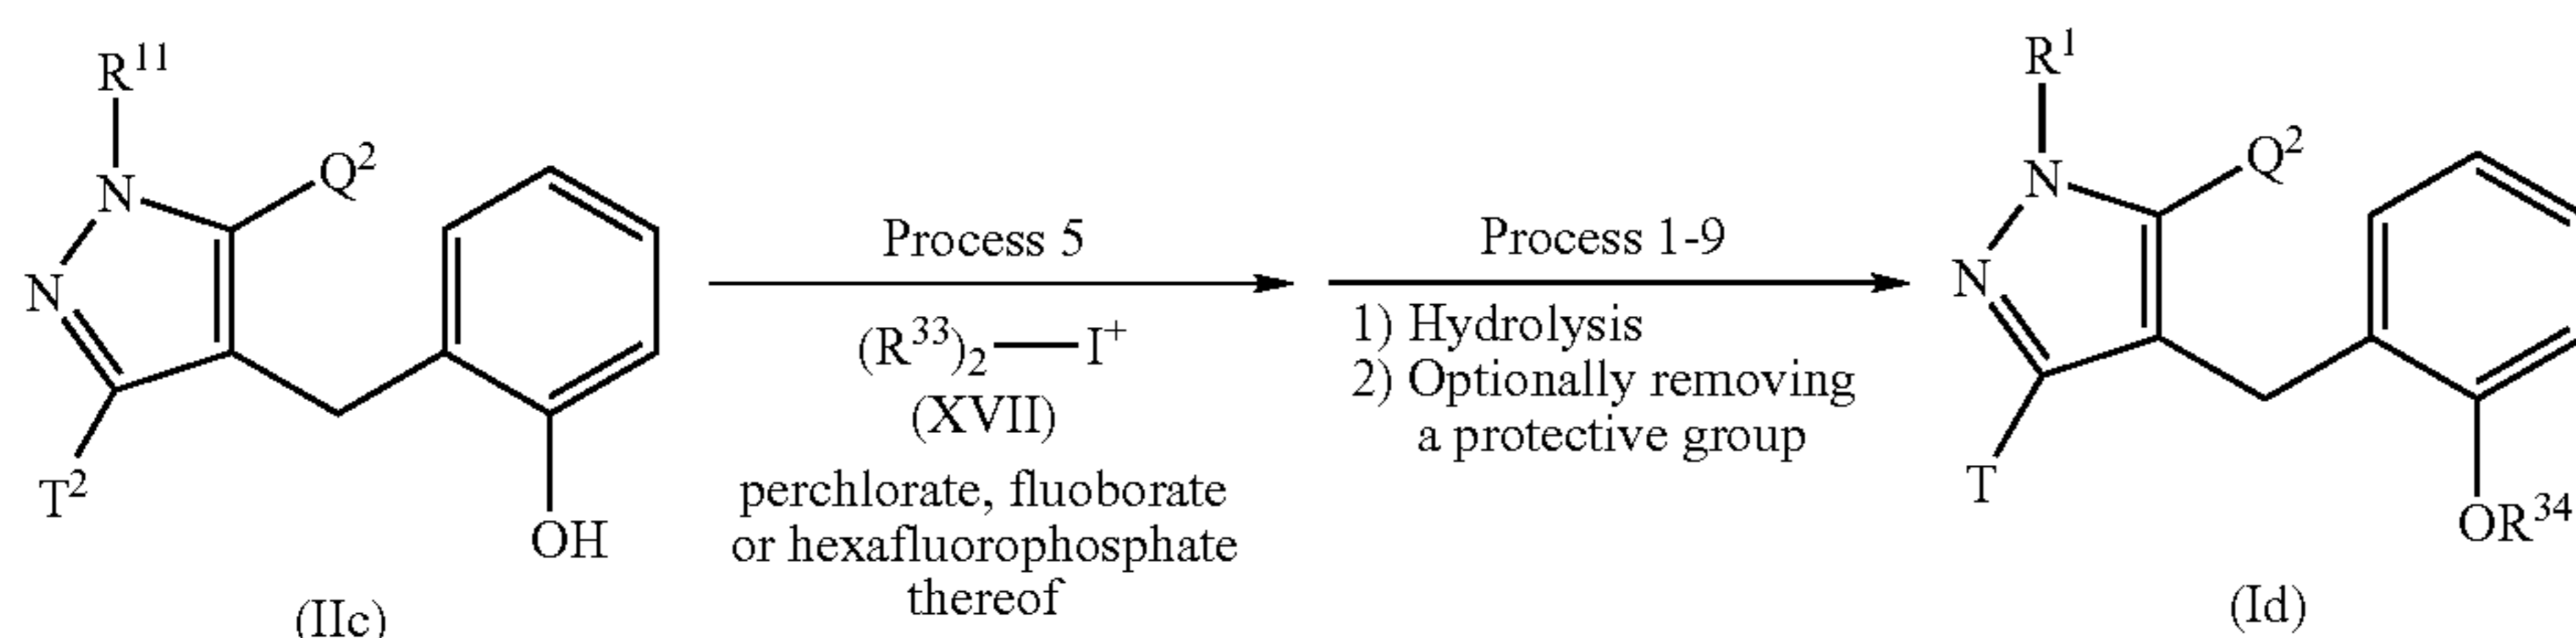 R¹¹
N
Q²
N
T²
OH
(IIc)
Process 5
(R³³)₂—I⁺
(XVII)
perchlorate, fluoborate
or hexafluorophosphate
thereof
Process 1-9
1) Hydrolysis
2) Optionally removing
a protective group
R¹
N
Q²
N
T
OR³⁴
(Id)